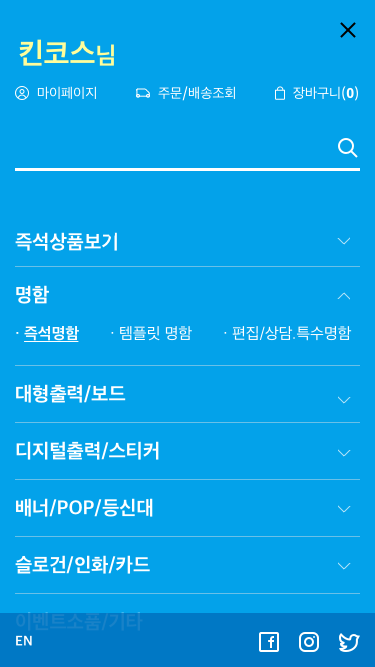 킨코스님
마이페이지 주문/배송조회 장바구니(0)
즉석상품보기
명함
· 즉석명함 · 템플릿 명함 · 편집/상담.특수명함
대형출력/보드
디지털출력/스티커
배너/POP/등신대
슬로건/인화/카드
이벤트소품/기타
EN